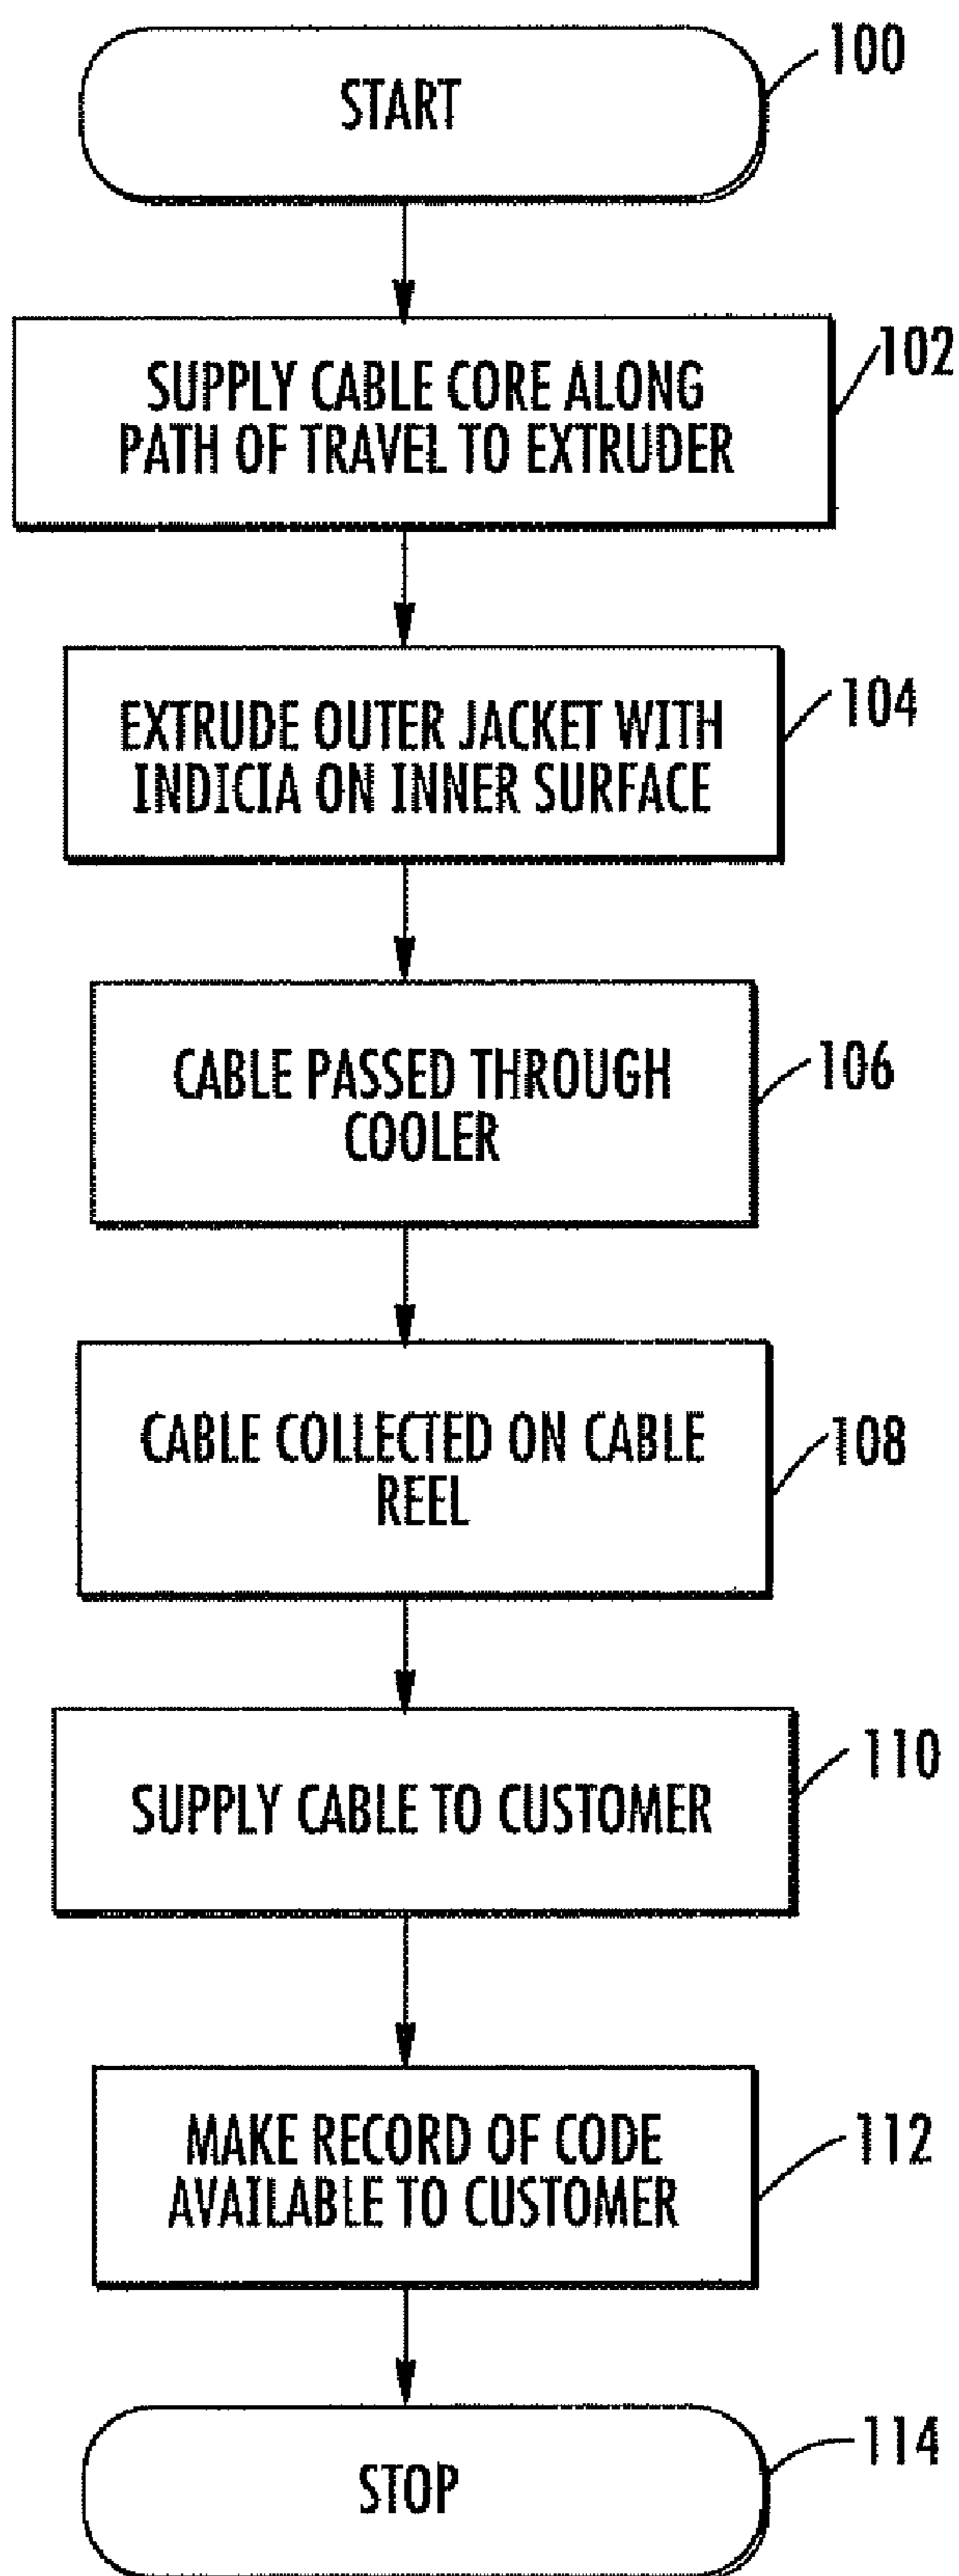 START
100
SUPPLY CABLE CORE ALONG
PATH OF TRAVEL TO EXTRUDER
102
EXTRUDE OUTER JACKET WITH
INDICIA ON INNER SURFACE
104
CABLE PASSED THROUGH
COOLER
106
CABLE COLLECTED ON CABLE
REEL
108
SUPPLY CABLE TO CUSTOMER
110
MAKE RECORD OF CODE
AVAILABLE TO CUSTOMER
112
STOP
114